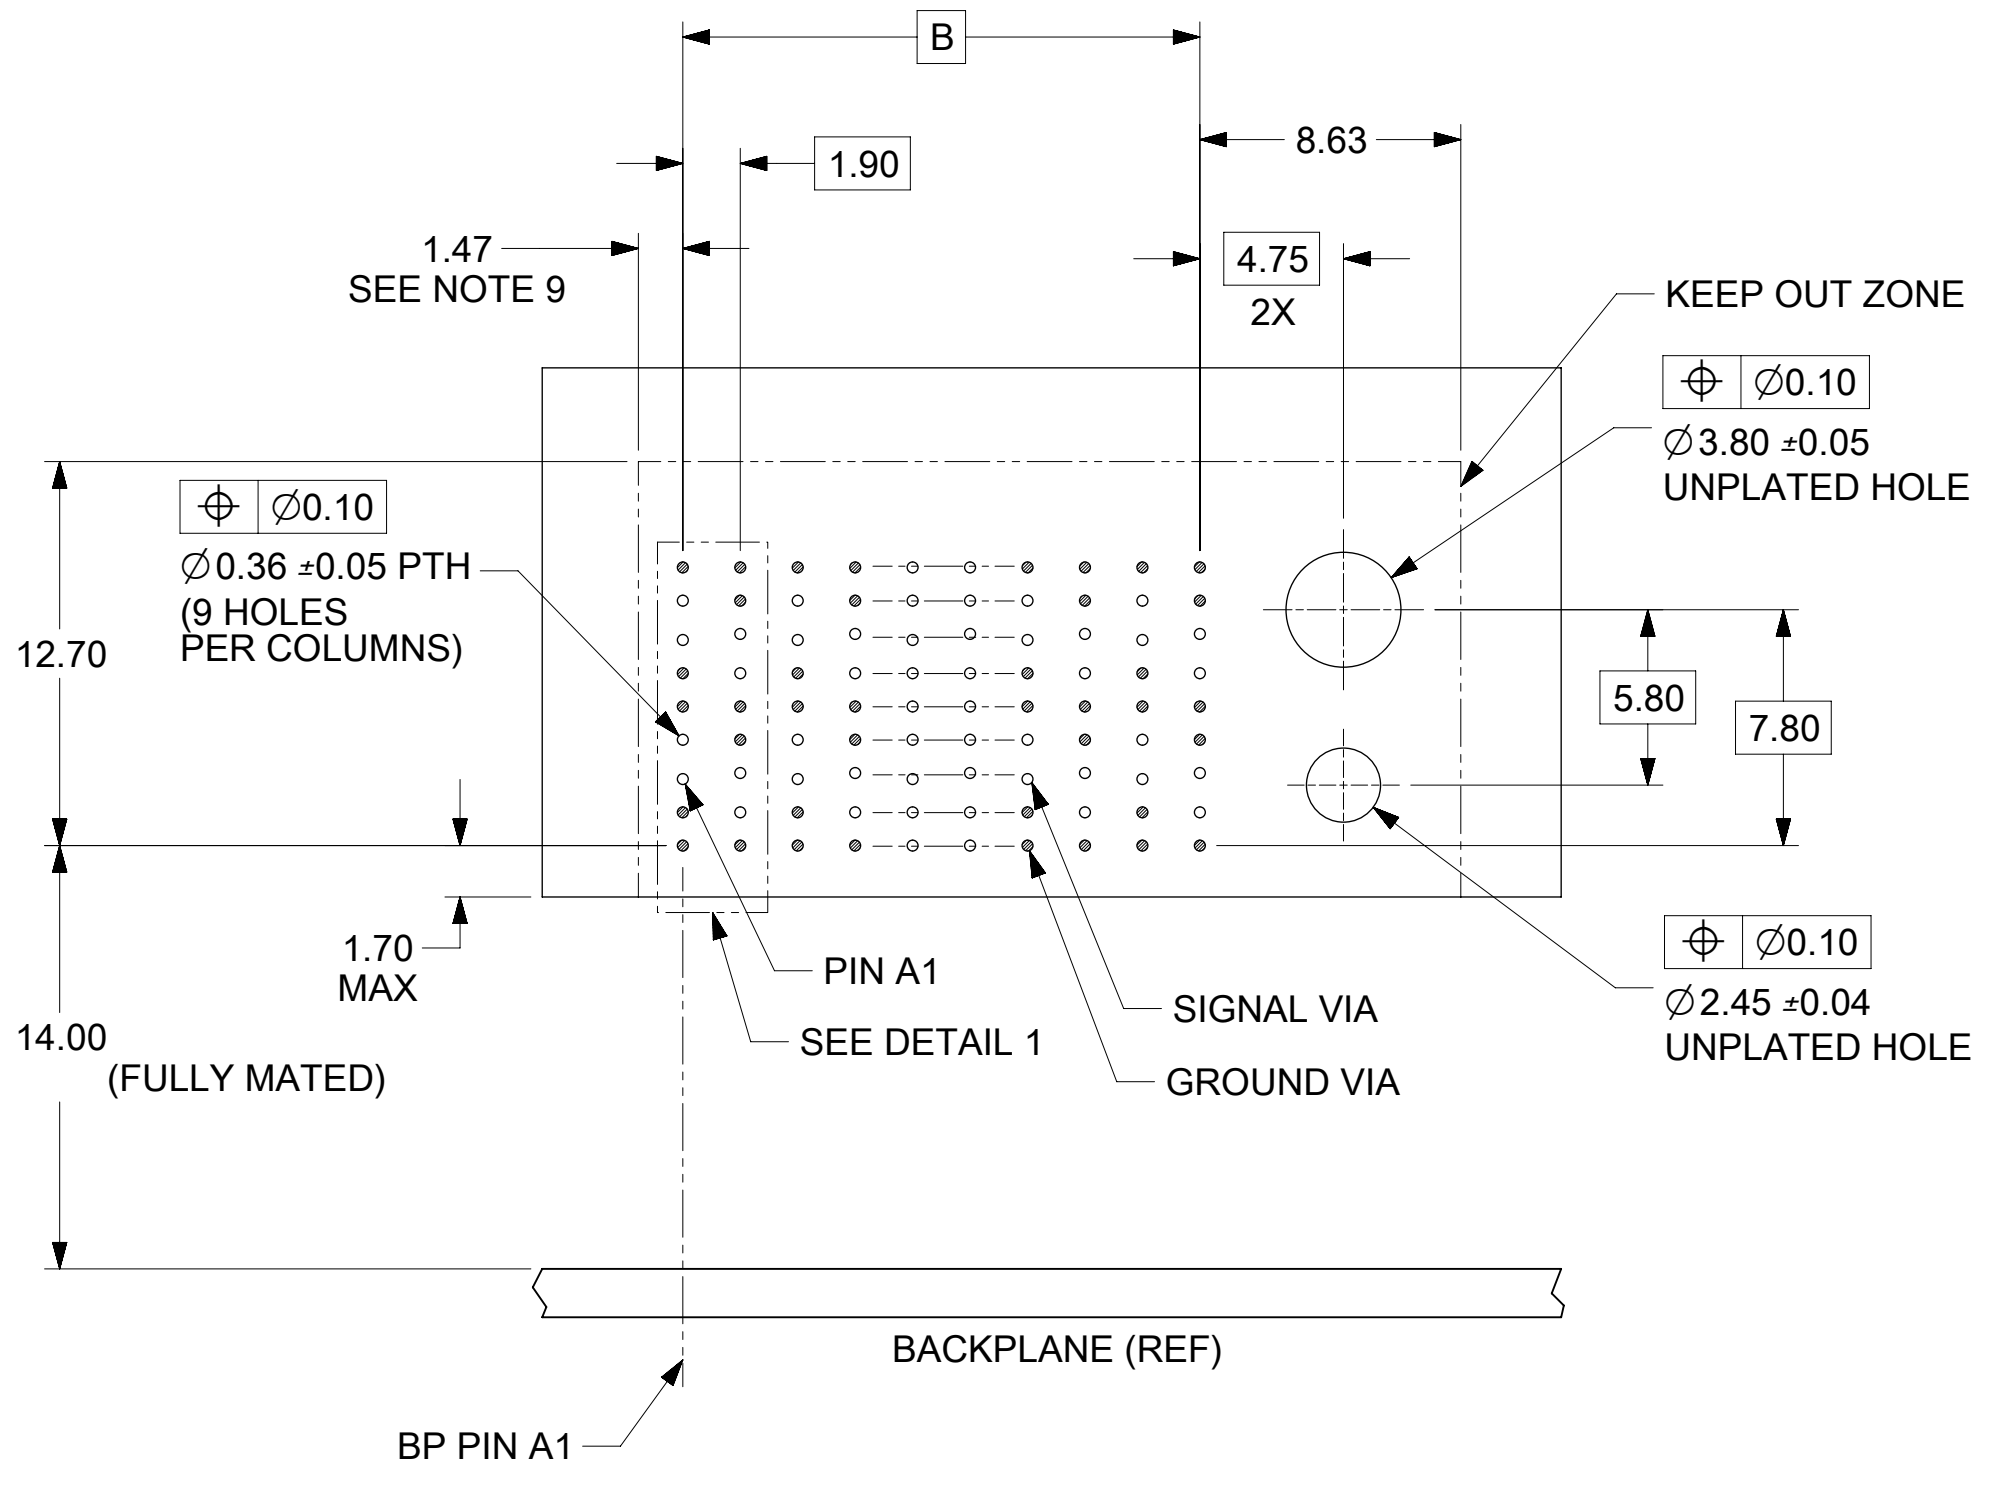 B
8.63
1.90
1.47
SEE NOTE 9
4.75
2X
KEEP OUT ZONE
⌖ ∅0.10
∅3.80 ±0.05
UNPLATED HOLE
⌖ ∅0.10
∅0.36 ±0.05 PTH
(9 HOLES
PER COLUMNS)
12.70
5.80
7.80
1.70
MAX
PIN A1
SEE DETAIL 1
SIGNAL VIA
GROUND VIA
⌖ ∅0.10
∅2.45 ±0.04
UNPLATED HOLE
14.00
(FULLY MATED)
BACKPLANE (REF)
BP PIN A1